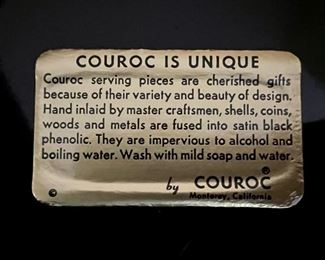 COUROC IS UNIQUE
Couroc serving pieces are cherished gifts
because of their variety and beauty of design.
Hand inlaid by master craftsmen, shells, coins,
woods and metals are fused into satin black
phenolic. They are impervious to alcohol and
boiling water. Wash with mild soap and water.
by COUROC®
Monterey, California